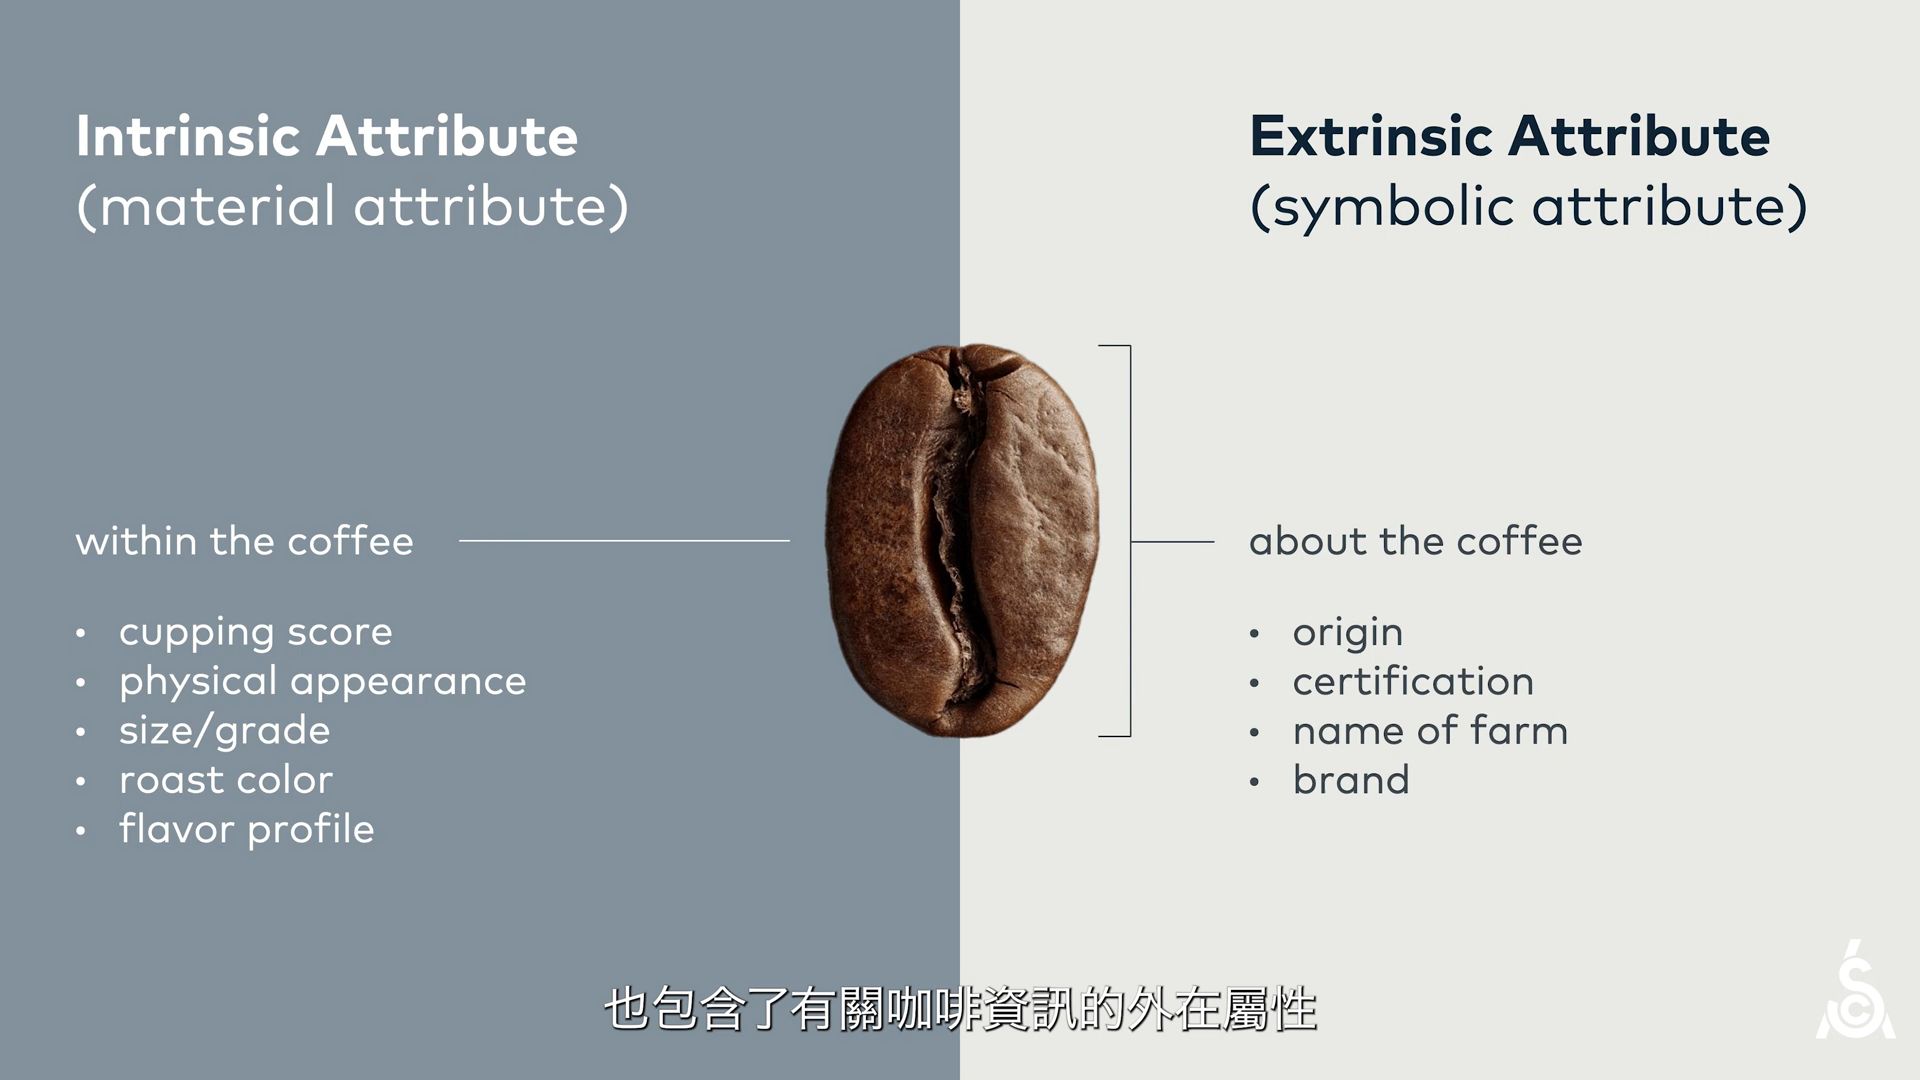 Intrinsic Attribute
(material attribute)
within the coffee
• cupping score
• physical appearance
• size/grade
• roast color
• flavor profile
Extrinsic Attribute
(symbolic attribute)
about the coffee
• origin
• certification
• name of farm
• brand
也包含了有關咖啡資訊的外在屬性
SCA